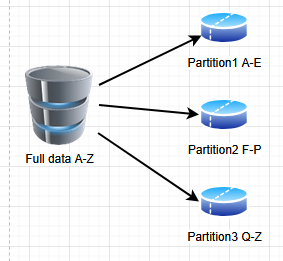 Partition1 A-E
Partition2 F-P
Full data A-Z
Partition3 Q-Z